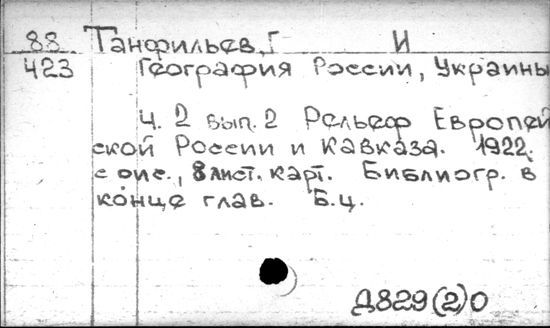 88 Танфильев, Г И
423 География России, Украины
ч. 2 вып. 2 Рельеф Европей
ской России и Кавказа. 1922.
с рис., 8 лист. карт. Библиогр. в
конце глав. Б.ц.
Д829(2)0